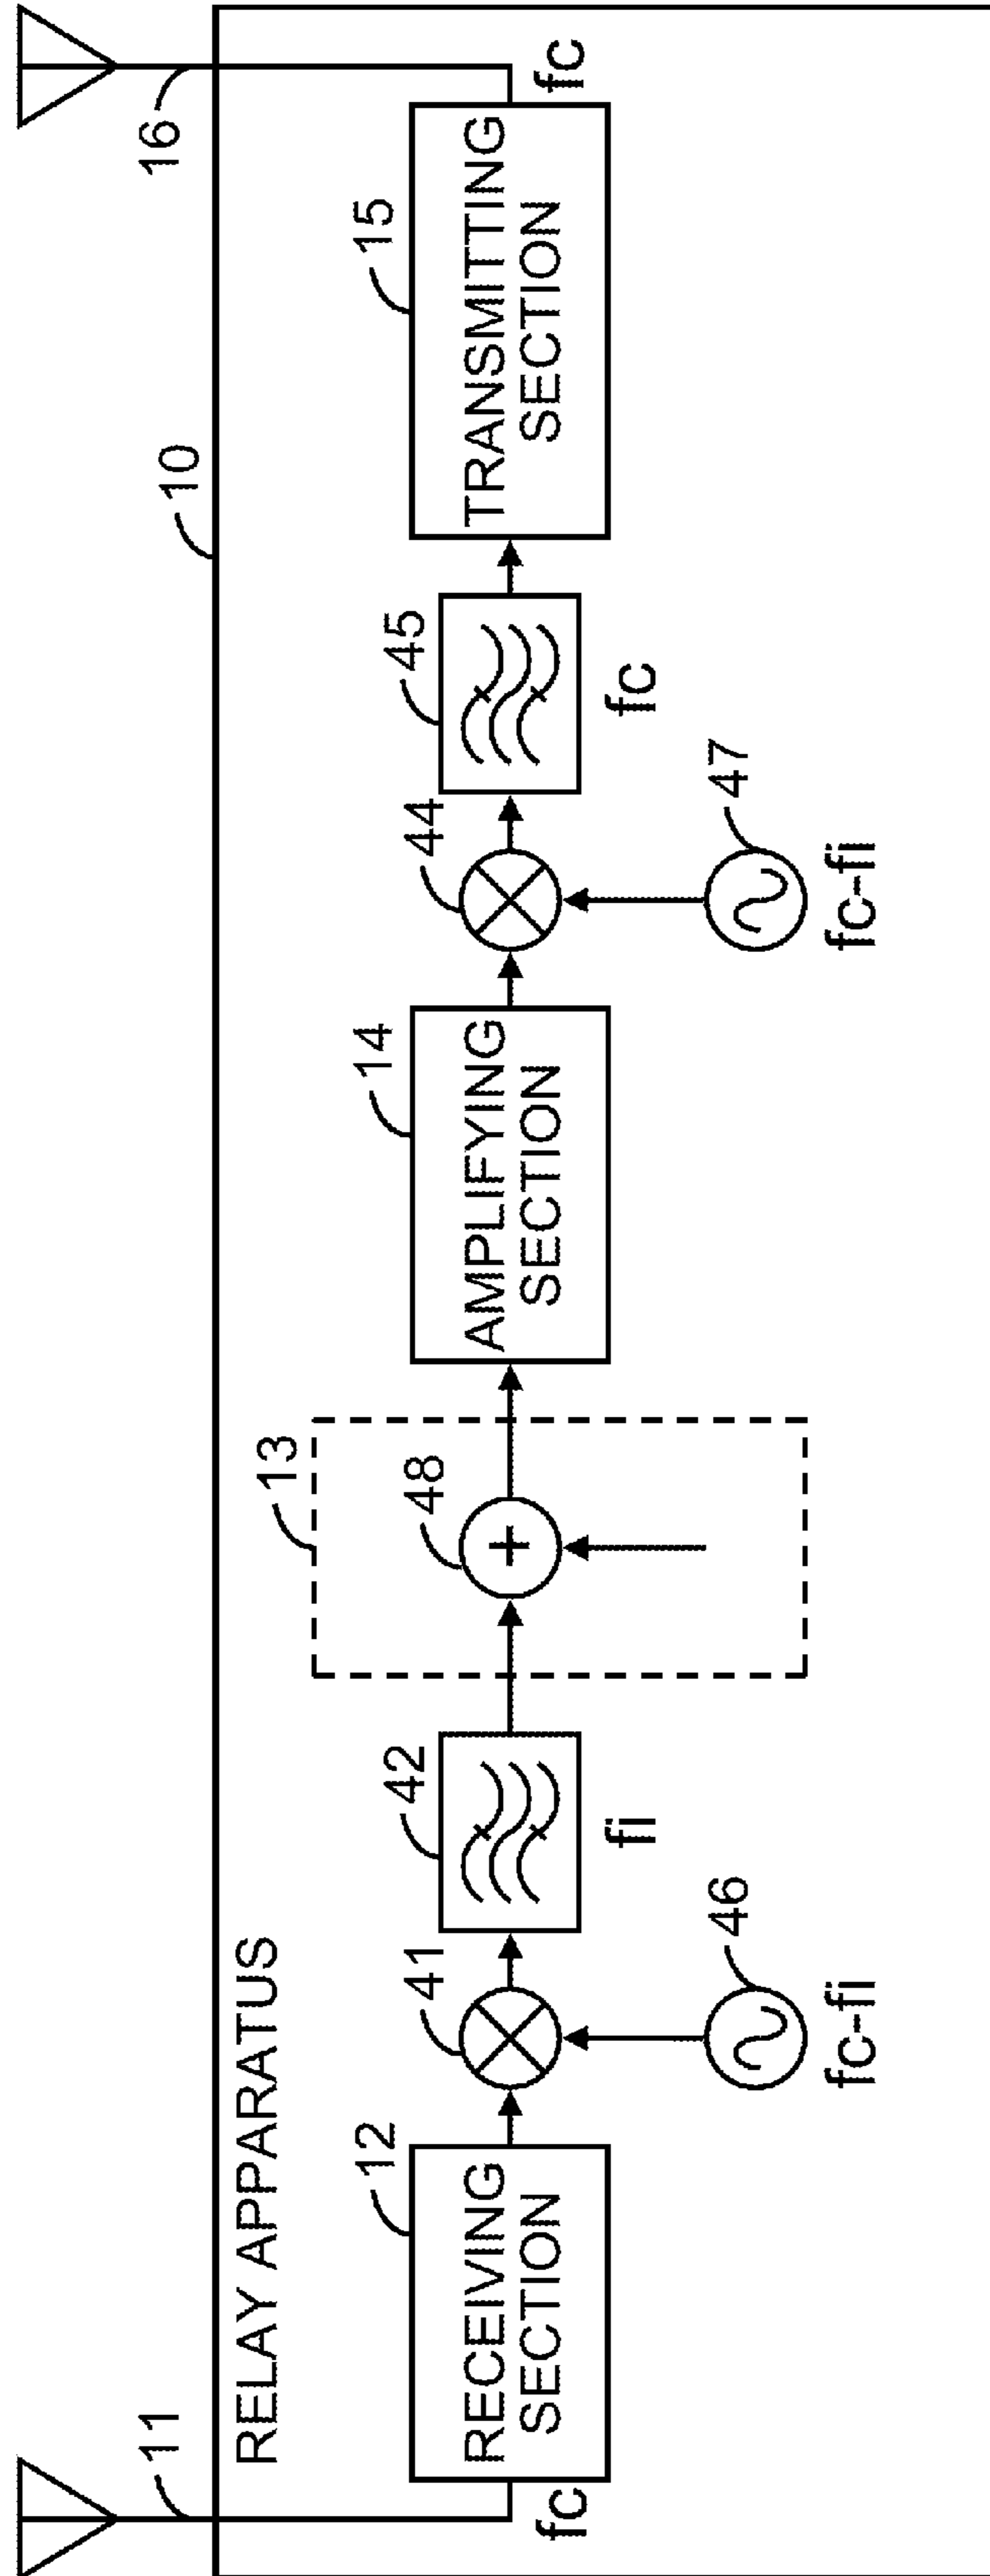 11
16
10
RELAY APPARATUS
12
RECEIVING
SECTION
fc
41
46
fc-fi
42
fi
13
48
+
14
AMPLIFYING
SECTION
44
47
fc-fi
45
fc
15
TRANSMITTING
SECTION
fc